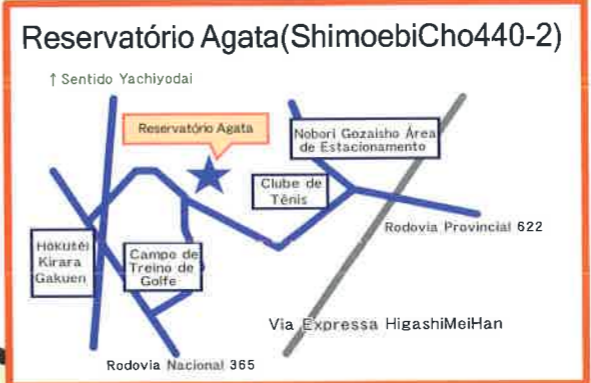 Reservatório Agata(ShimoebiCho440-2)
↑ Sentido Yachiyodai
Reservatório Agata
Nobori Gozaisho Área
de Estacionamento
Clube de
Tênis
Rodovia Provincial 622
Hokutêi
Kirara
Gakuen
Campo de
Treino de
Golfe
Via Expressa HigashiMeiHan
Rodovia Nacional 365